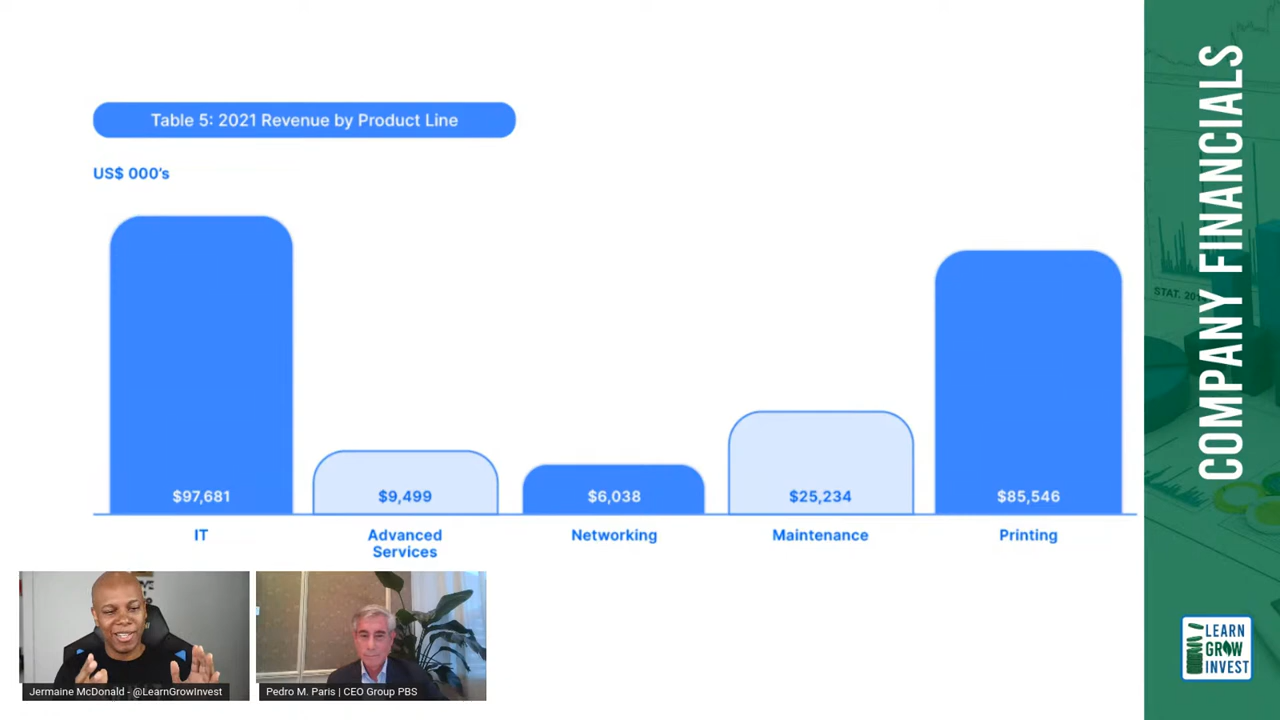 Table 5: 2021 Revenue by Product Line
US$ 000's
$97,681
$9,499
$6,038
$25,234
$85,546
IT
Advanced
Services
Networking
Maintenance
Printing
Jermaine McDonald - @LearnGrowInvest
Pedro M. Paris | CEO Group PBS
COMPANY FINANCIALS
LEARN
GROW
INVEST